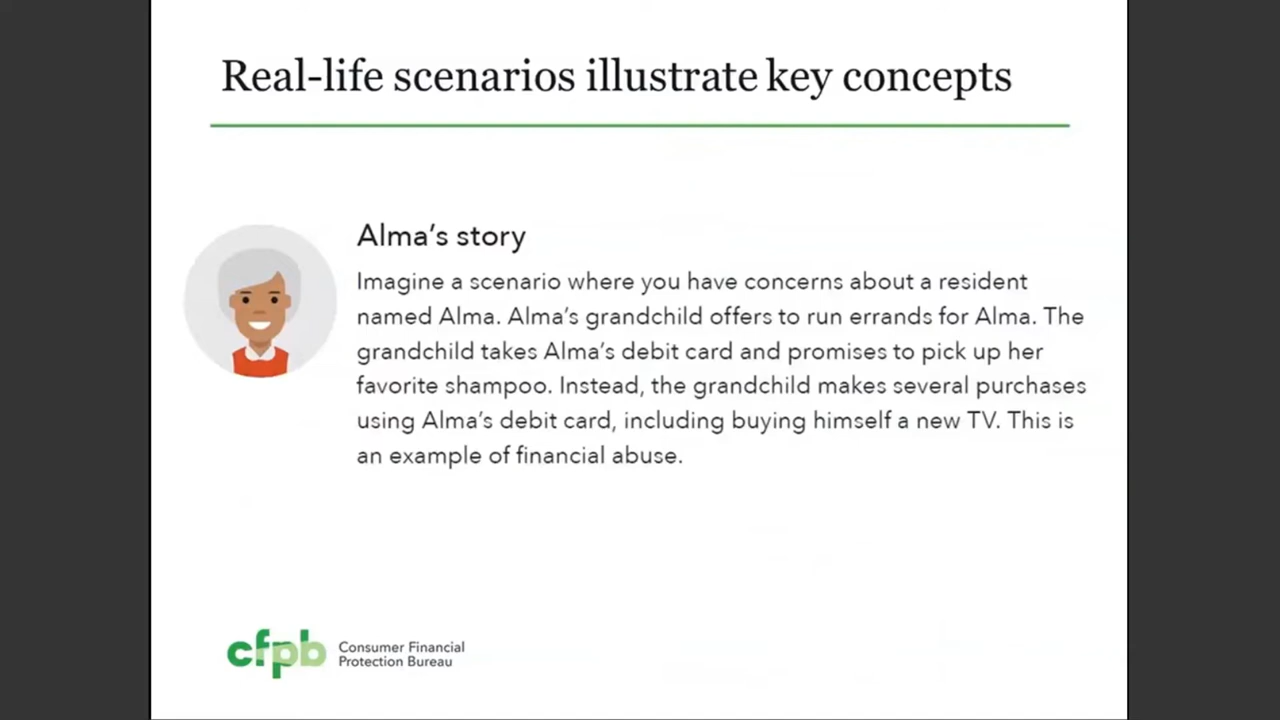 Real-life scenarios illustrate key concepts
Alma's story
Imagine a scenario where you have concerns about a resident
named Alma. Alma's grandchild offers to run errands for Alma. The
grandchild takes Alma's debit card and promises to pick up her
favorite shampoo. Instead, the grandchild makes several purchases
using Alma's debit card, including buying himself a new TV. This is
an example of financial abuse.
cfpb
Consumer Financial
Protection Bureau